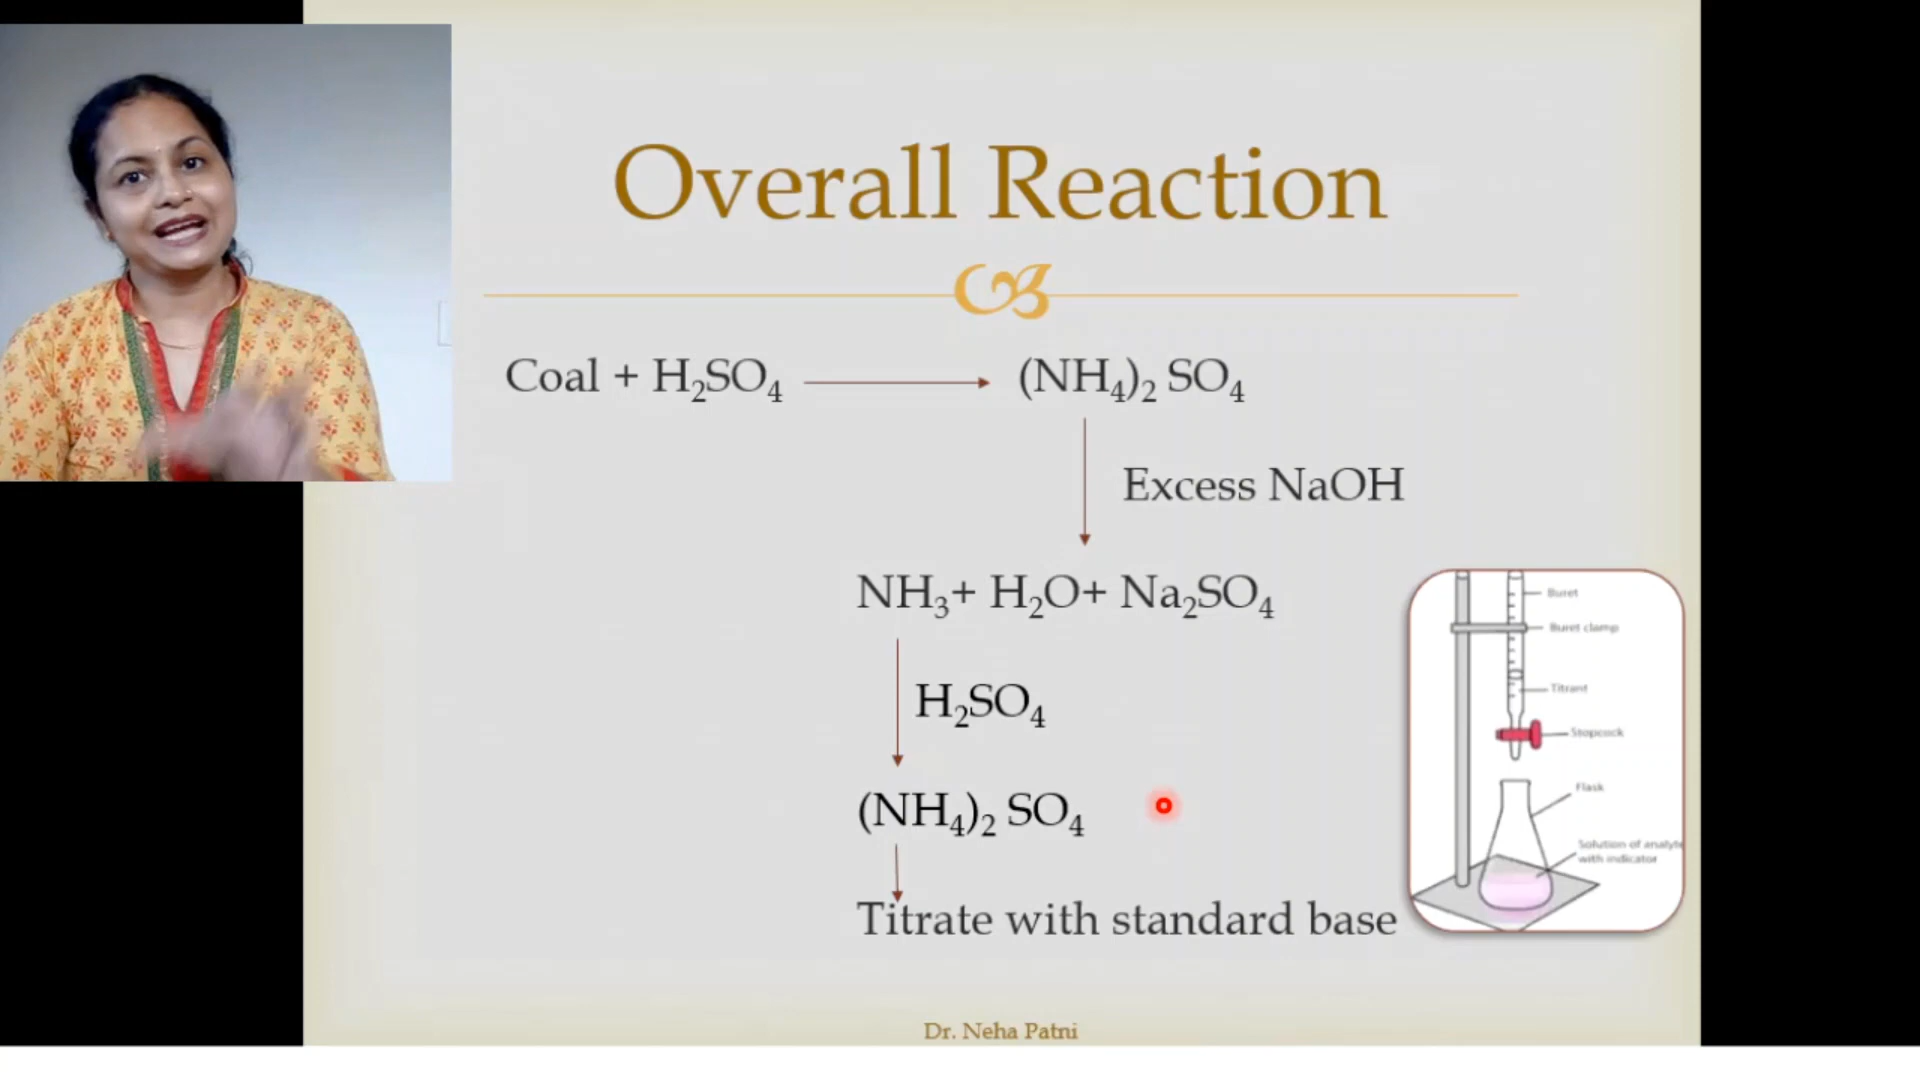 Overall Reaction
Coal + H₂SO₄ (NH₄)₂ SO₄
Excess NaOH
NH₃+ H₂O+ Na₂SO₄
H₂SO₄
(NH₄)₂ SO₄
Titrate with standard base
Buret
Buret clamp
Titrant
Stopcock
Flask
Solution of analyte
with indicator
Dr. Neha Patni